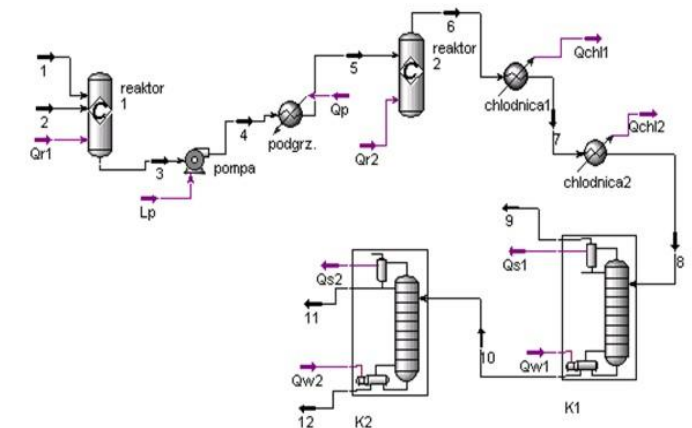 1
2
Qr1
reaktor
1
C
3
Lp
pompa
4
podgrz.
Qp
5
Qr2
6
reaktor
2
C
chlodnica1
Qchl1
7
chlodnica2
Qchl2
8
9
Qs1
Qw1
10
K1
Qs2
11
Qw2
12
K2